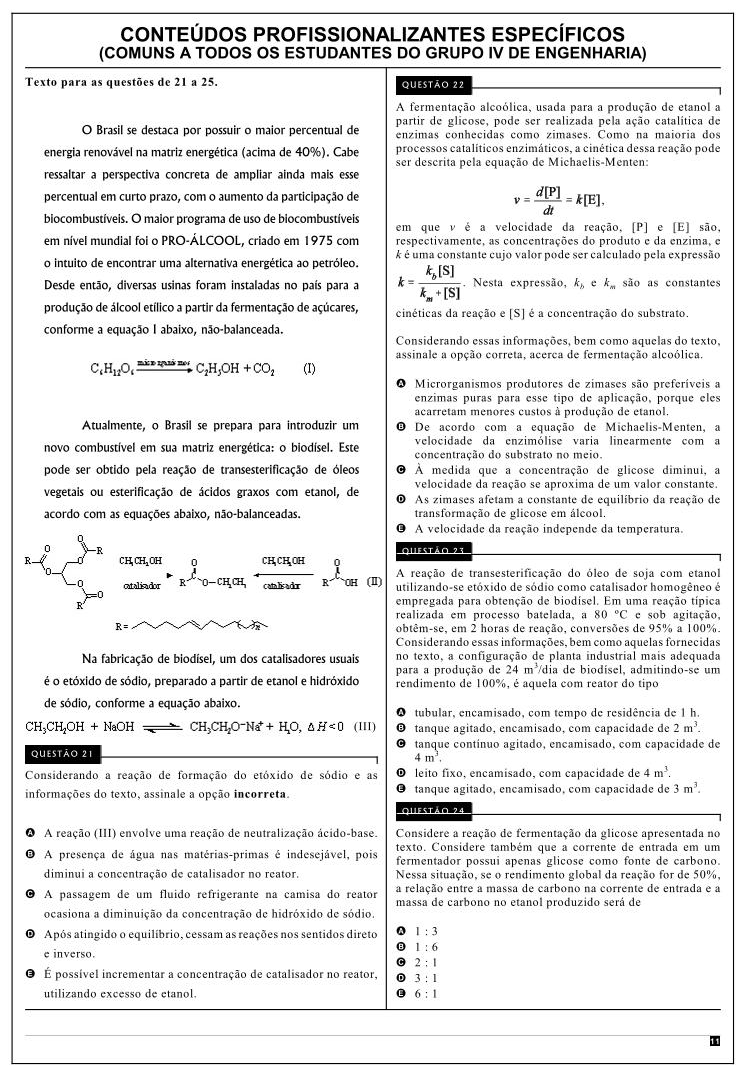 CONTEÚDOS PROFISSIONALIZANTES ESPECÍFICOS
(COMUNS A TODOS OS ESTUDANTES DO GRUPO IV DE ENGENHARIA)
Texto para as questões de 21 a 25.
O Brasil se destaca por possuir o maior percentual de
energia renovável na matriz energética (acima de 40%). Cabe
ressaltar a perspectiva concreta de ampliar ainda mais esse
percentual em curto prazo, com o aumento da participação de
biocombustíveis. O maior programa de uso de biocombustíveis
em nível mundial foi o PRO-ÁLCOOL, criado em 1975 com
o intuito de encontrar uma alternativa energética ao petróleo.
Desde então, diversas usinas foram instaladas no país para a
produção de álcool etílico a partir da fermentação de açúcares,
conforme a equação I abaixo, não-balanceada.
C₆H₁₂O₆ microrganismos → C₂H₅OH + CO₂ (I)
Atualmente, o Brasil se prepara para introduzir um
novo combustível em sua matriz energética: o biodísel. Este
pode ser obtido pela reação de transesterificação de óleos
vegetais ou esterificação de ácidos graxos com etanol, de
acordo com as equações abaixo, não-balanceadas.
R O O O R O O R O CH₃CH₂OH catalisador → R O O–CH₂CH₃ ← CH₃CH₂OH catalisador R O OH (II)
R =
Na fabricação de biodísel, um dos catalisadores usuais
é o etóxido de sódio, preparado a partir de etanol e hidróxido
de sódio, conforme a equação abaixo.
CH₃CH₂OH + NaOH ⇌ CH₃CH₂O⁻Na⁺ + H₂O, Δ H < 0 (III)
QUESTÃO 21
Considerando a reação de formação do etóxido de sódio e as
informações do texto, assinale a opção incorreta.
A A reação (III) envolve uma reação de neutralização ácido-base.
B A presença de água nas matérias-primas é indesejável, pois
diminui a concentração de catalisador no reator.
C A passagem de um fluido refrigerante na camisa do reator
ocasiona a diminuição da concentração de hidróxido de sódio.
D Após atingido o equilíbrio, cessam as reações nos sentidos direto
e inverso.
E É possível incrementar a concentração de catalisador no reator,
utilizando excesso de etanol.
QUESTÃO 22
A fermentação alcoólica, usada para a produção de etanol a
partir de glicose, pode ser realizada pela ação catalítica de
enzimas conhecidas como zimases. Como na maioria dos
processos catalíticos enzimáticos, a cinética dessa reação pode
ser descrita pela equação de Michaelis-Menten:
v = d[P]/dt = k[E],
em que v é a velocidade da reação, [P] e [E] são,
respectivamente, as concentrações do produto e da enzima, e
k é uma constante cujo valor pode ser calculado pela expressão
k = k_b[S]/(k_m + [S]). Nesta expressão, k_b e k_m são as constantes
cinéticas da reação e [S] é a concentração do substrato.
Considerando essas informações, bem como aquelas do texto,
assinale a opção correta, acerca de fermentação alcoólica.
A Microrganismos produtores de zimases são preferíveis a
enzimas puras para esse tipo de aplicação, porque eles
acarretam menores custos à produção de etanol.
B De acordo com a equação de Michaelis-Menten, a
velocidade da enzimólise varia linearmente com a
concentração do substrato no meio.
C À medida que a concentração de glicose diminui, a
velocidade da reação se aproxima de um valor constante.
D As zimases afetam a constante de equilíbrio da reação de
transformação de glicose em álcool.
E A velocidade da reação independe da temperatura.
QUESTÃO 23
A reação de transesterificação do óleo de soja com etanol
utilizando-se etóxido de sódio como catalisador homogêneo é
empregada para obtenção de biodísel. Em uma reação típica
realizada em processo batelada, a 80 ºC e sob agitação,
obtêm-se, em 2 horas de reação, conversões de 95% a 100%.
Considerando essas informações, bem como aquelas fornecidas
no texto, a configuração de planta industrial mais adequada
para a produção de 24 m³/dia de biodísel, admitindo-se um
rendimento de 100%, é aquela com reator do tipo
A tubular, encamisado, com tempo de residência de 1 h.
B tanque agitado, encamisado, com capacidade de 2 m³.
C tanque contínuo agitado, encamisado, com capacidade de
4 m³.
D leito fixo, encamisado, com capacidade de 4 m³.
E tanque agitado, encamisado, com capacidade de 3 m³.
QUESTÃO 24
Considere a reação de fermentação da glicose apresentada no
texto. Considere também que a corrente de entrada em um
fermentador possui apenas glicose como fonte de carbono.
Nessa situação, se o rendimento global da reação for de 50%,
a relação entre a massa de carbono na corrente de entrada e a
massa de carbono no etanol produzido será de
A 1 : 3
B 1 : 6
C 2 : 1
D 3 : 1
E 6 : 1
11